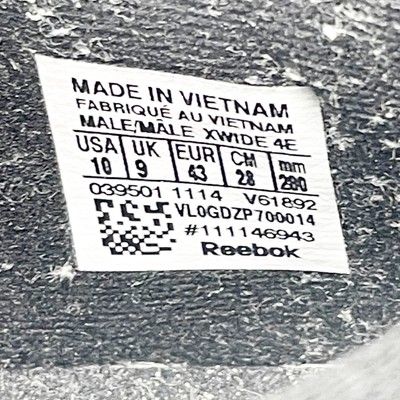 MADE IN VIETNAM
FABRIQUÉ AU VIETNAM
MALE/MALE XWIDE 4E
USA UK EUR CM mm
10 9 43 28 280
039501 1114 V61892
VL0GDZP700014
#111146943
Reebok